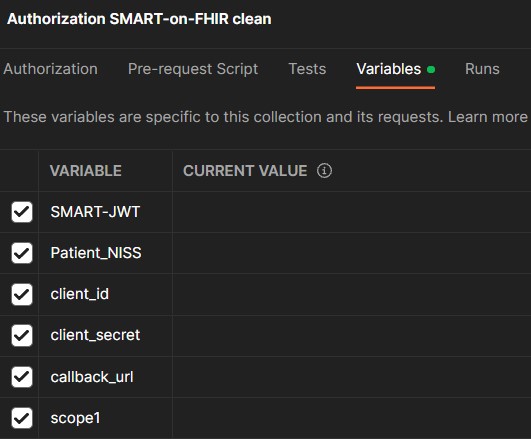 Authorization SMART-on-FHIR clean
Authorization Pre-request Script Tests Variables Runs
These variables are specific to this collection and its requests. Learn more
VARIABLE CURRENT VALUE
SMART-JWT
Patient_NISS
client_id
client_secret
callback_url
scope1